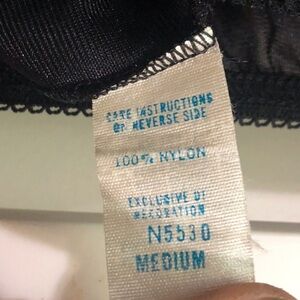 CARE INSTRUCTIONS
ON REVERSE SIDE
100% NYLON
EXCLUSIVE OF
DECORATION
N5530
MEDIUM